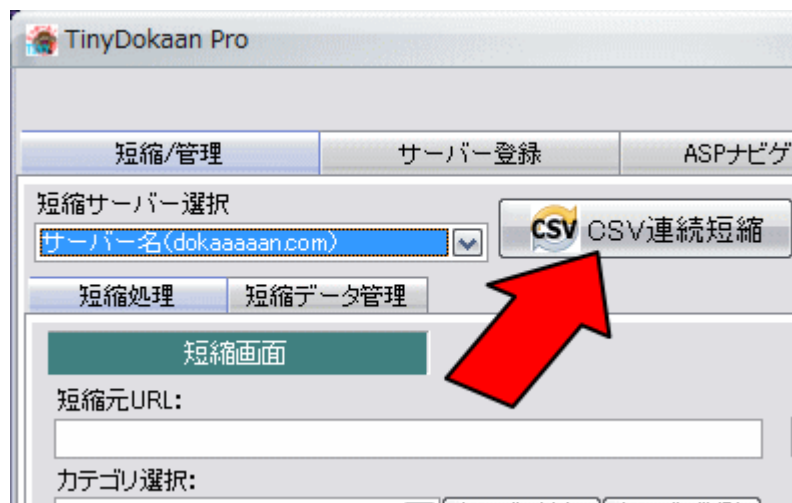 TinyDokaan Pro
短縮/管理 サーバー登録 ASPナビゲ
短縮サーバー選択
サーバー名(dokaaaaan.com)
CSV CSV連続短縮
短縮処理 短縮データ管理
短縮画面
短縮元URL:
カテゴリ選択: